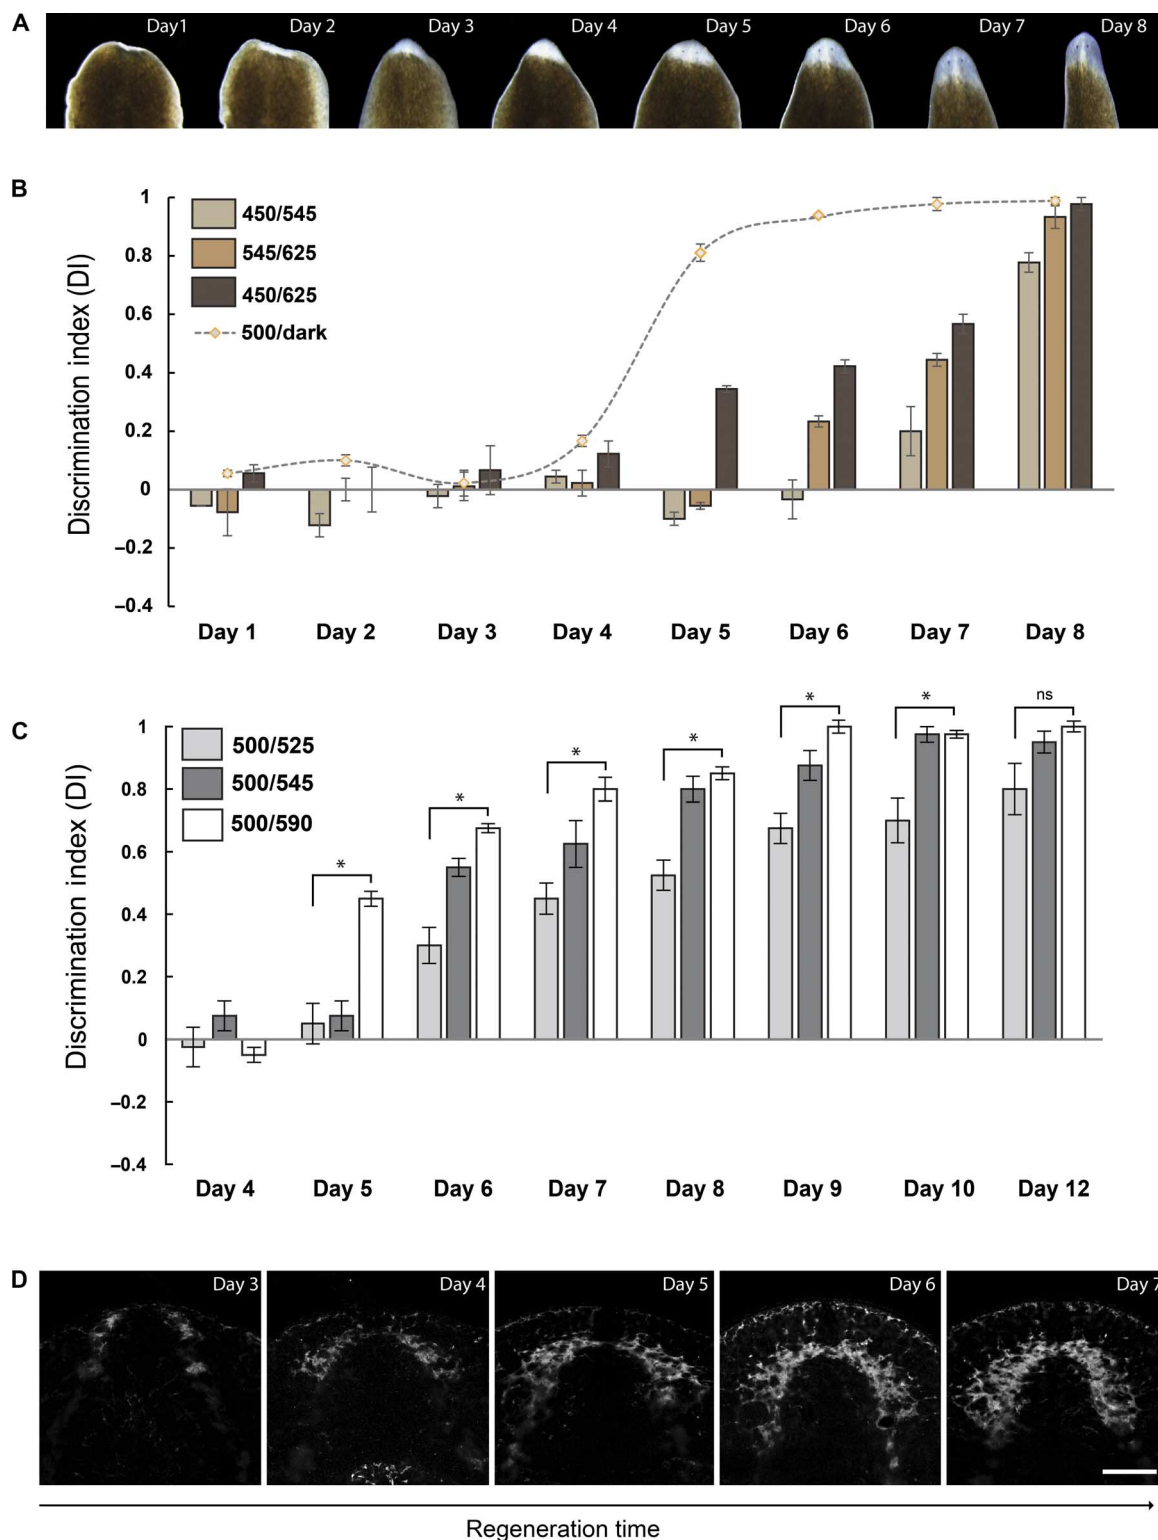 A
Day1
Day 2
Day 3
Day 4
Day 5
Day 6
Day 7
Day 8
B
Discrimination index (DI)
1
0.8
0.6
0.4
0.2
0
–0.2
–0.4
450/545
545/625
450/625
500/dark
Day 1
Day 2
Day 3
Day 4
Day 5
Day 6
Day 7
Day 8
C
Discrimination index (DI)
1
0.8
0.6
0.4
0.2
0
–0.2
–0.4
500/525
500/545
500/590
*
*
*
*
*
*
ns
Day 4
Day 5
Day 6
Day 7
Day 8
Day 9
Day 10
Day 12
D
Day 3
Day 4
Day 5
Day 6
Day 7
Regeneration time